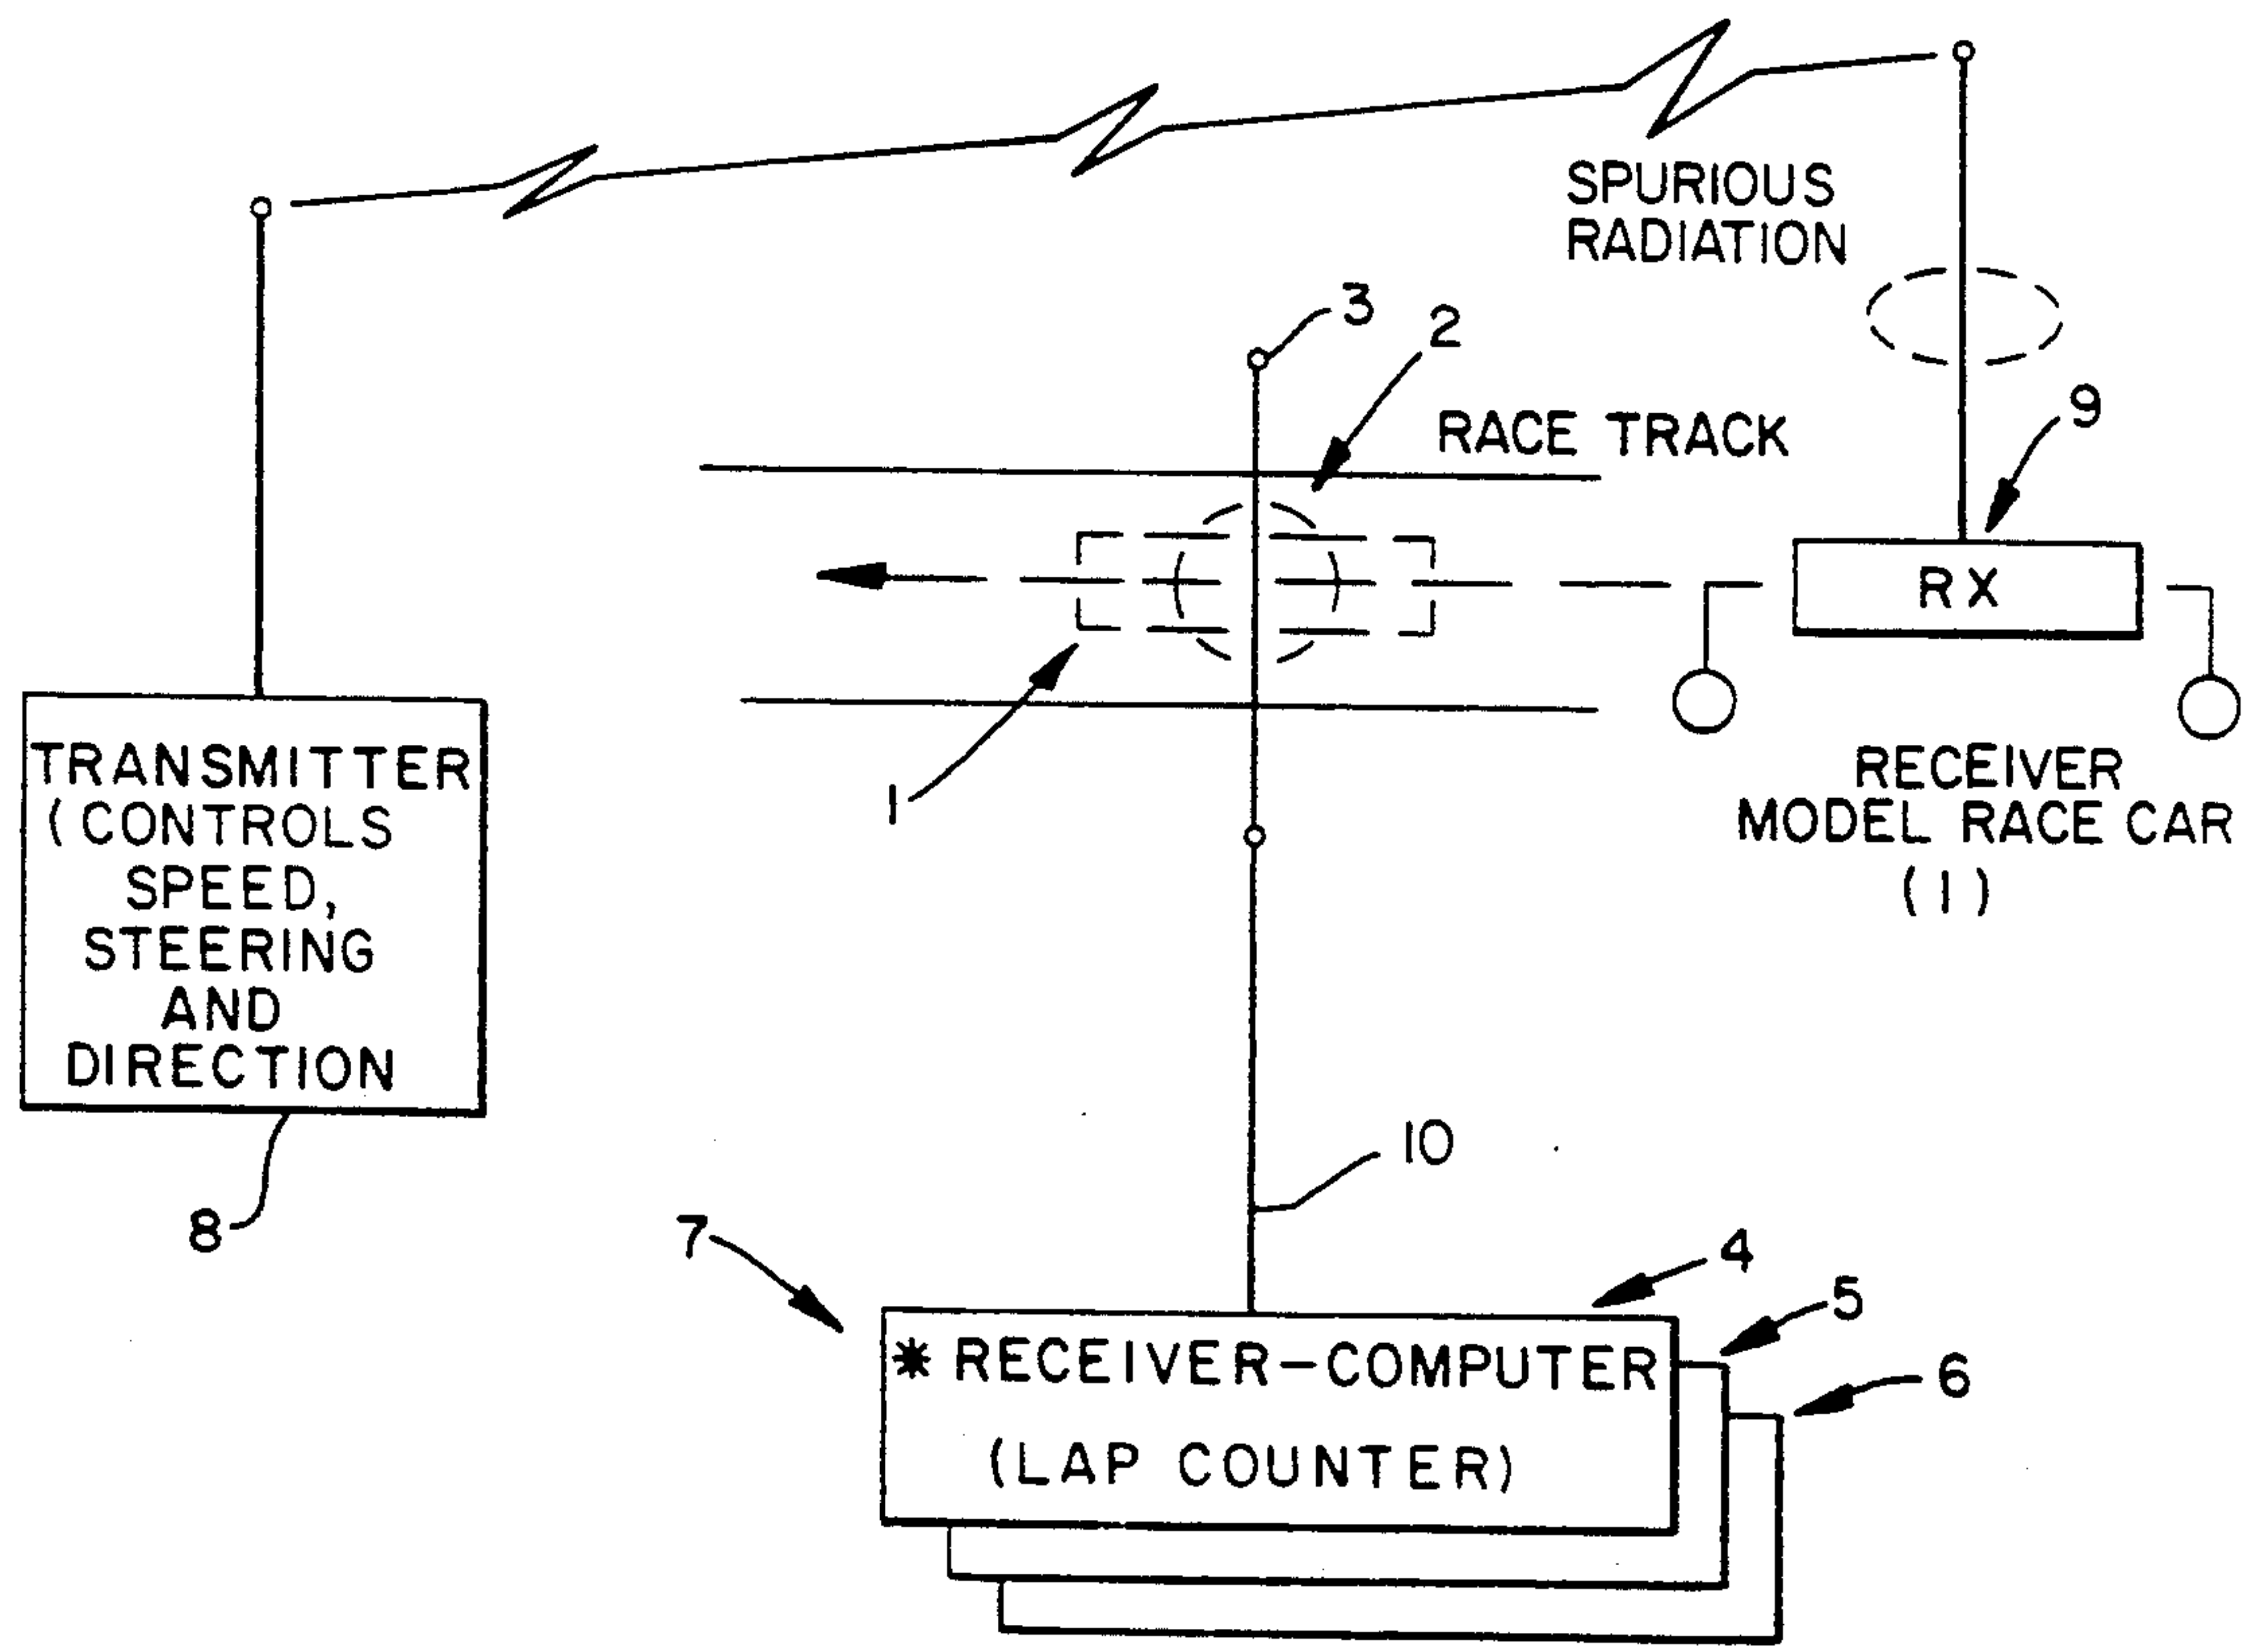 SPURIOUS
RADIATION
3
2
9
RACE TRACK
RX
1
TRANSMITTER
(CONTROLS
SPEED,
STEERING
AND
DIRECTION
RECEIVER
MODEL RACE CAR
(1)
10
8
7
4
5
6
* RECEIVER-COMPUTER
(LAP COUNTER)